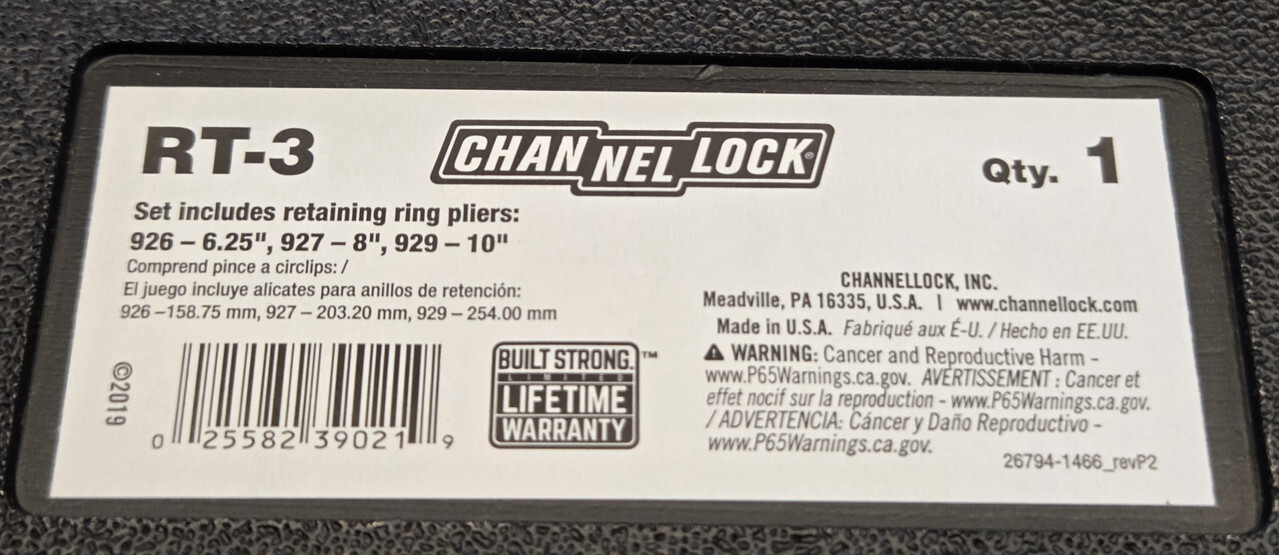 RT-3
CHANNELLOCK®
Qty. 1
Set includes retaining ring pliers:
926 – 6.25", 927 – 8", 929 – 10"
Comprend pince a circlips: /
El juego incluye alicates para anillos de retención:
926 –158.75 mm, 927 – 203.20 mm, 929 – 254.00 mm
©2019
0 25582 39021 9
BUILT STRONG.™
LIMITED
LIFETIME
WARRANTY
CHANNELLOCK, INC.
Meadville, PA 16335, U.S.A. | www.channellock.com
Made in U.S.A. Fabriqué aux É-U. / Hecho en EE.UU.
⚠ WARNING: Cancer and Reproductive Harm -
www.P65Warnings.ca.gov. AVERTISSEMENT : Cancer et
effet nocif sur la reproduction - www.P65Warnings.ca.gov.
/ ADVERTENCIA: Cáncer y Daño Reproductivo -
www.P65Warnings.ca.gov.
26794-1466_revP2